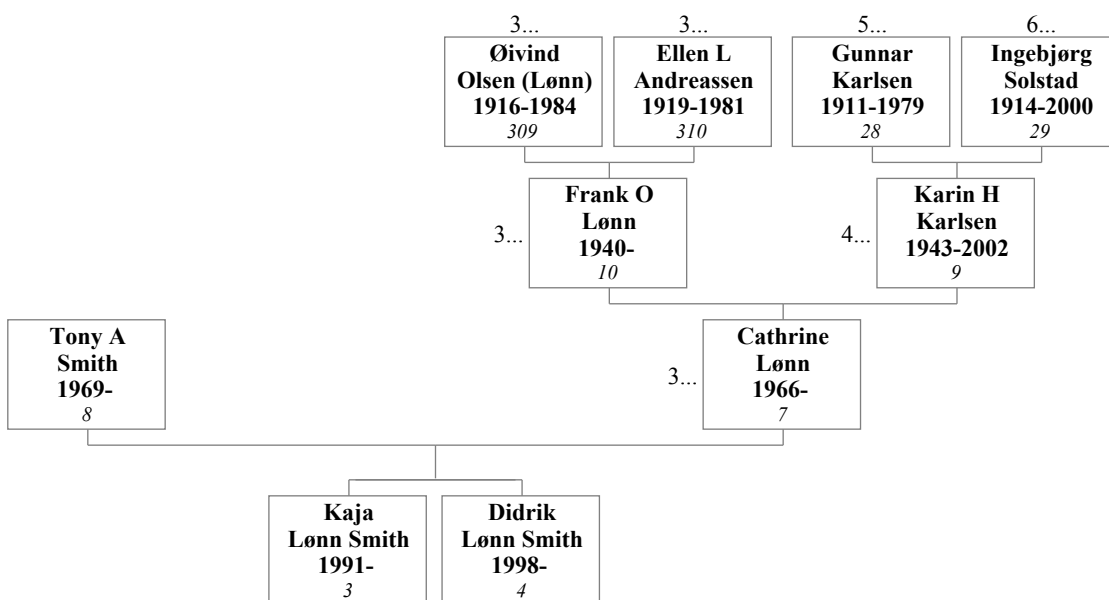 3...
3...
5...
6...
Øivind
Olsen (Lønn)
1916-1984
309
Ellen L
Andreassen
1919-1981
310
Gunnar
Karlsen
1911-1979
28
Ingebjørg
Solstad
1914-2000
29
3...
Frank O
Lønn
1940-
10
4...
Karin H
Karlsen
1943-2002
9
Tony A
Smith
1969-
8
3...
Cathrine
Lønn
1966-
7
Kaja
Lønn Smith
1991-
3
Didrik
Lønn Smith
1998-
4